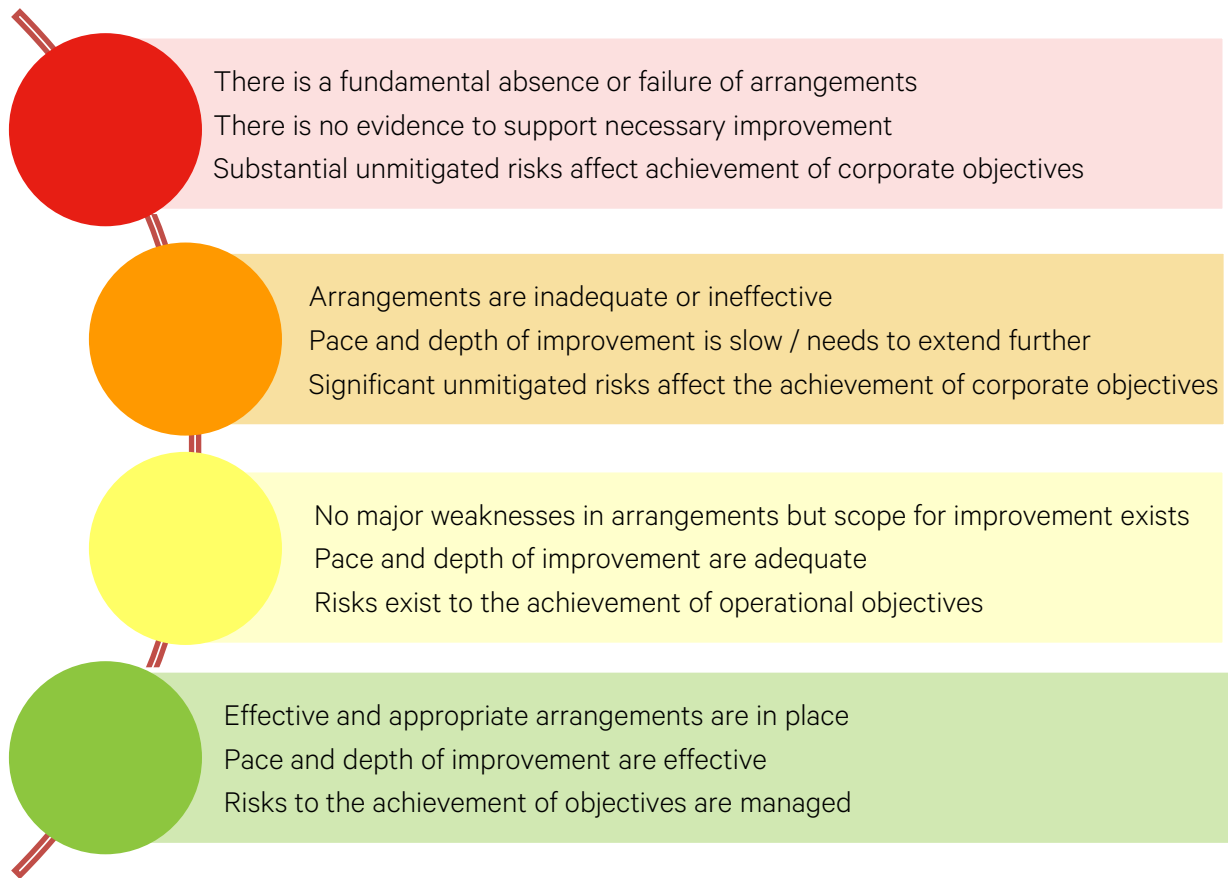 There is a fundamental absence or failure of arrangements
There is no evidence to support necessary improvement
Substantial unmitigated risks affect achievement of corporate objectives
Arrangements are inadequate or ineffective
Pace and depth of improvement is slow / needs to extend further
Significant unmitigated risks affect the achievement of corporate objectives
No major weaknesses in arrangements but scope for improvement exists
Pace and depth of improvement are adequate
Risks exist to the achievement of operational objectives
Effective and appropriate arrangements are in place
Pace and depth of improvement are effective
Risks to the achievement of objectives are managed